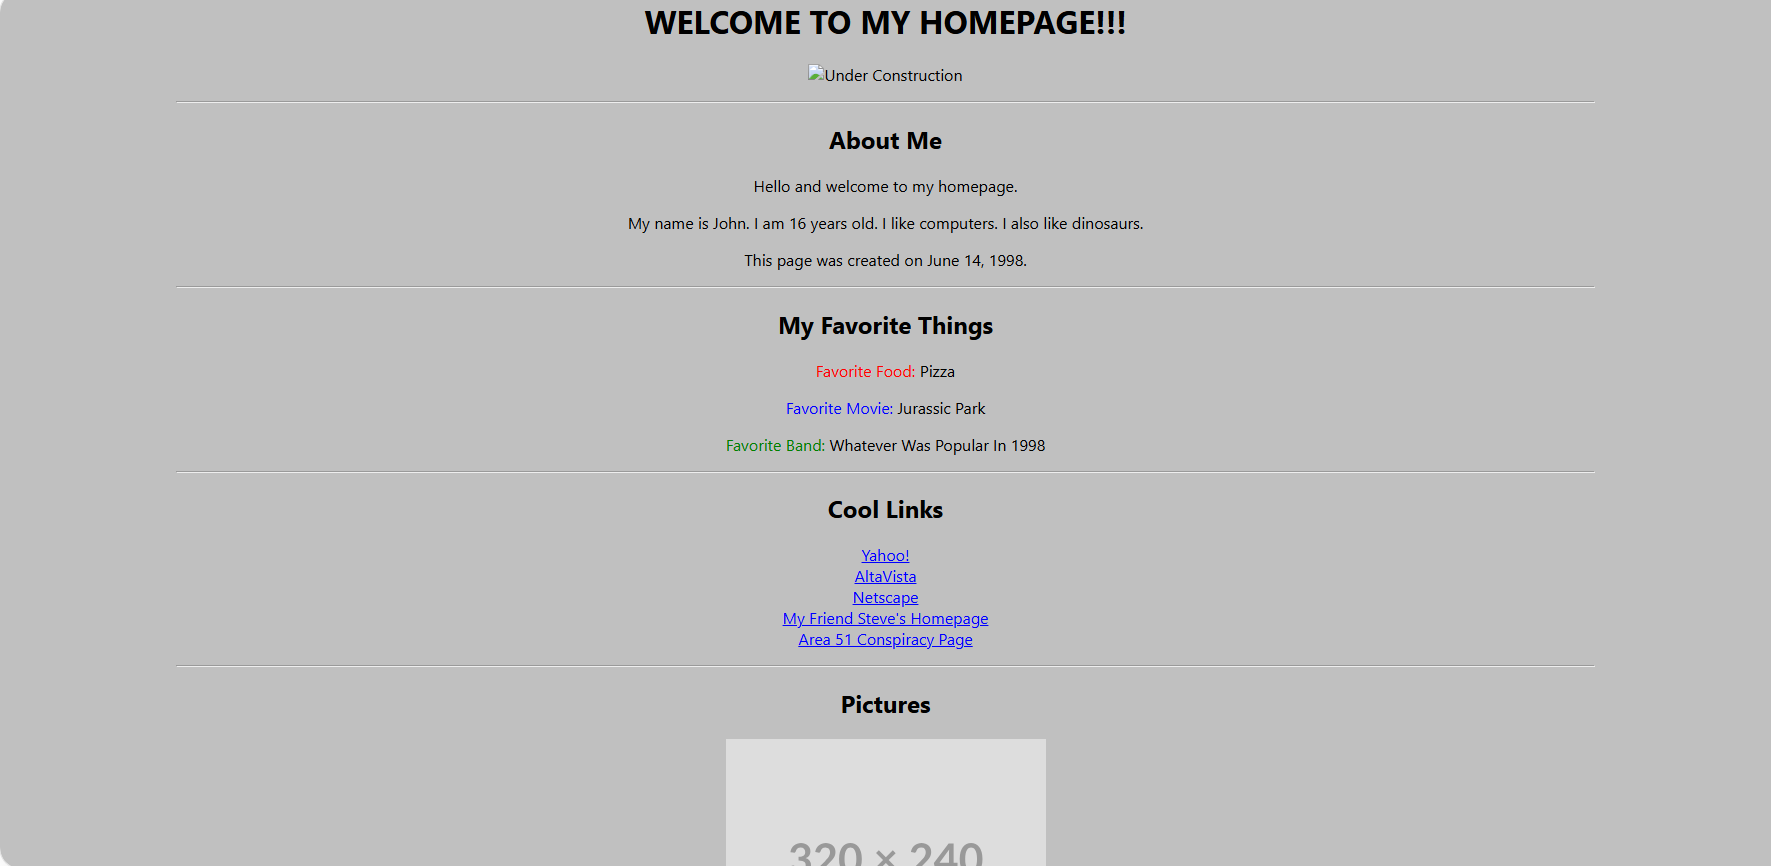 WELCOME TO MY HOMEPAGE!!!
Under Construction
About Me
Hello and welcome to my homepage.
My name is John. I am 16 years old. I like computers. I also like dinosaurs.
This page was created on June 14, 1998.
My Favorite Things
Favorite Food: Pizza
Favorite Movie: Jurassic Park
Favorite Band: Whatever Was Popular In 1998
Cool Links
Yahoo!
AltaVista
Netscape
My Friend Steve's Homepage
Area 51 Conspiracy Page
Pictures
320 × 240